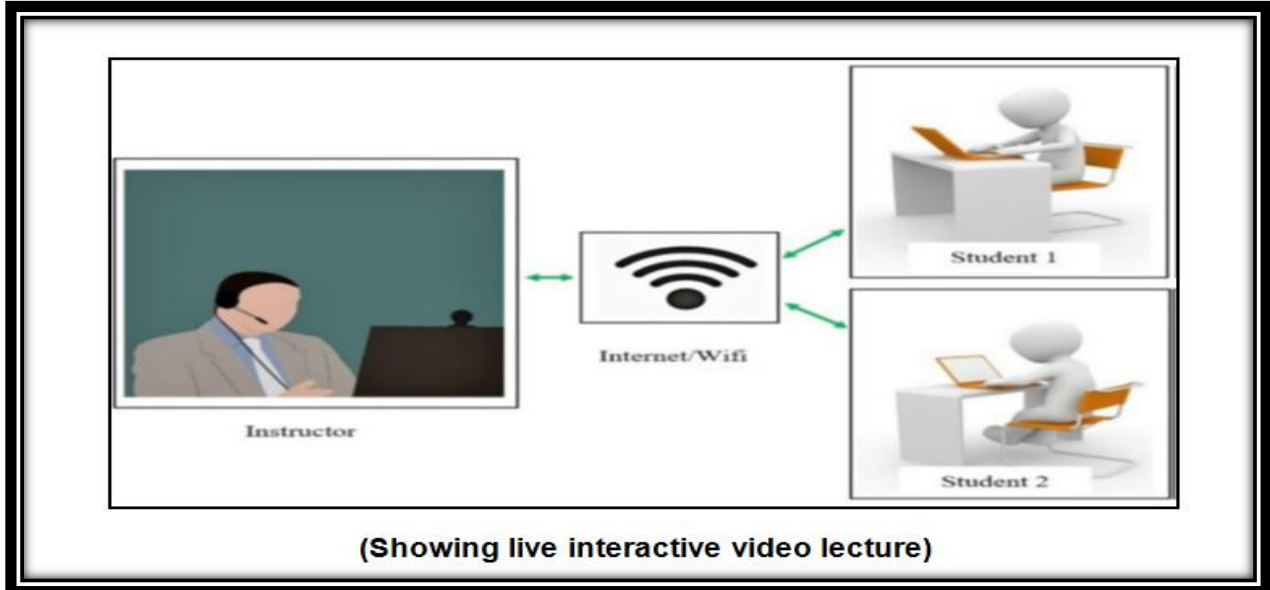 Student 1
Internet/Wifi
Instructor
Student 2
(Showing live interactive video lecture)